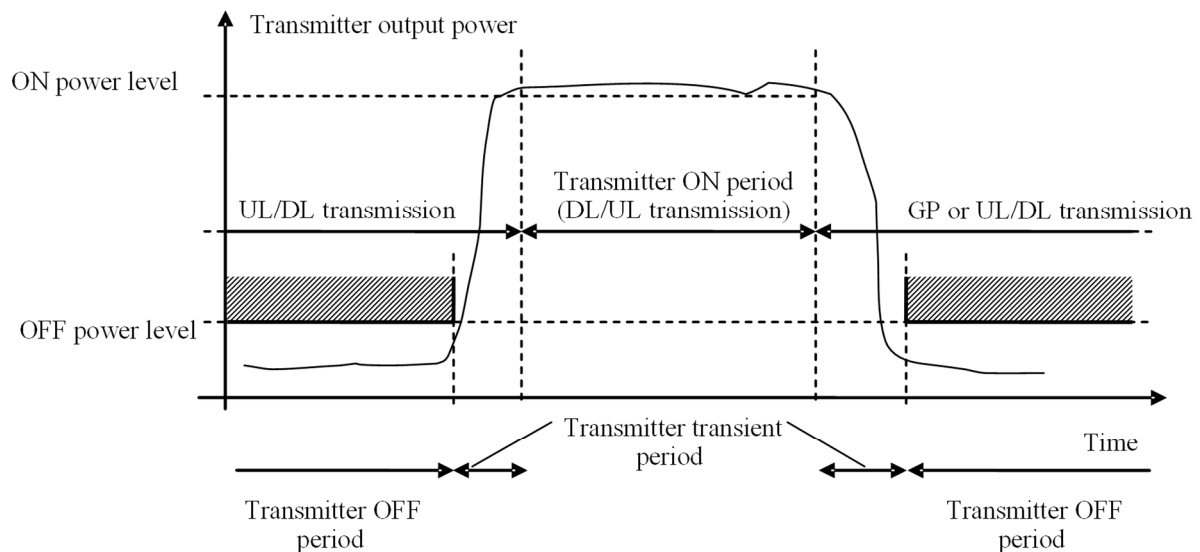 Transmitter output power
ON power level
Transmitter ON period
(DL/UL transmission)
UL/DL transmission
GP or UL/DL transmission
OFF power level
Transmitter transient
period
Time
Transmitter OFF
period
Transmitter OFF
period